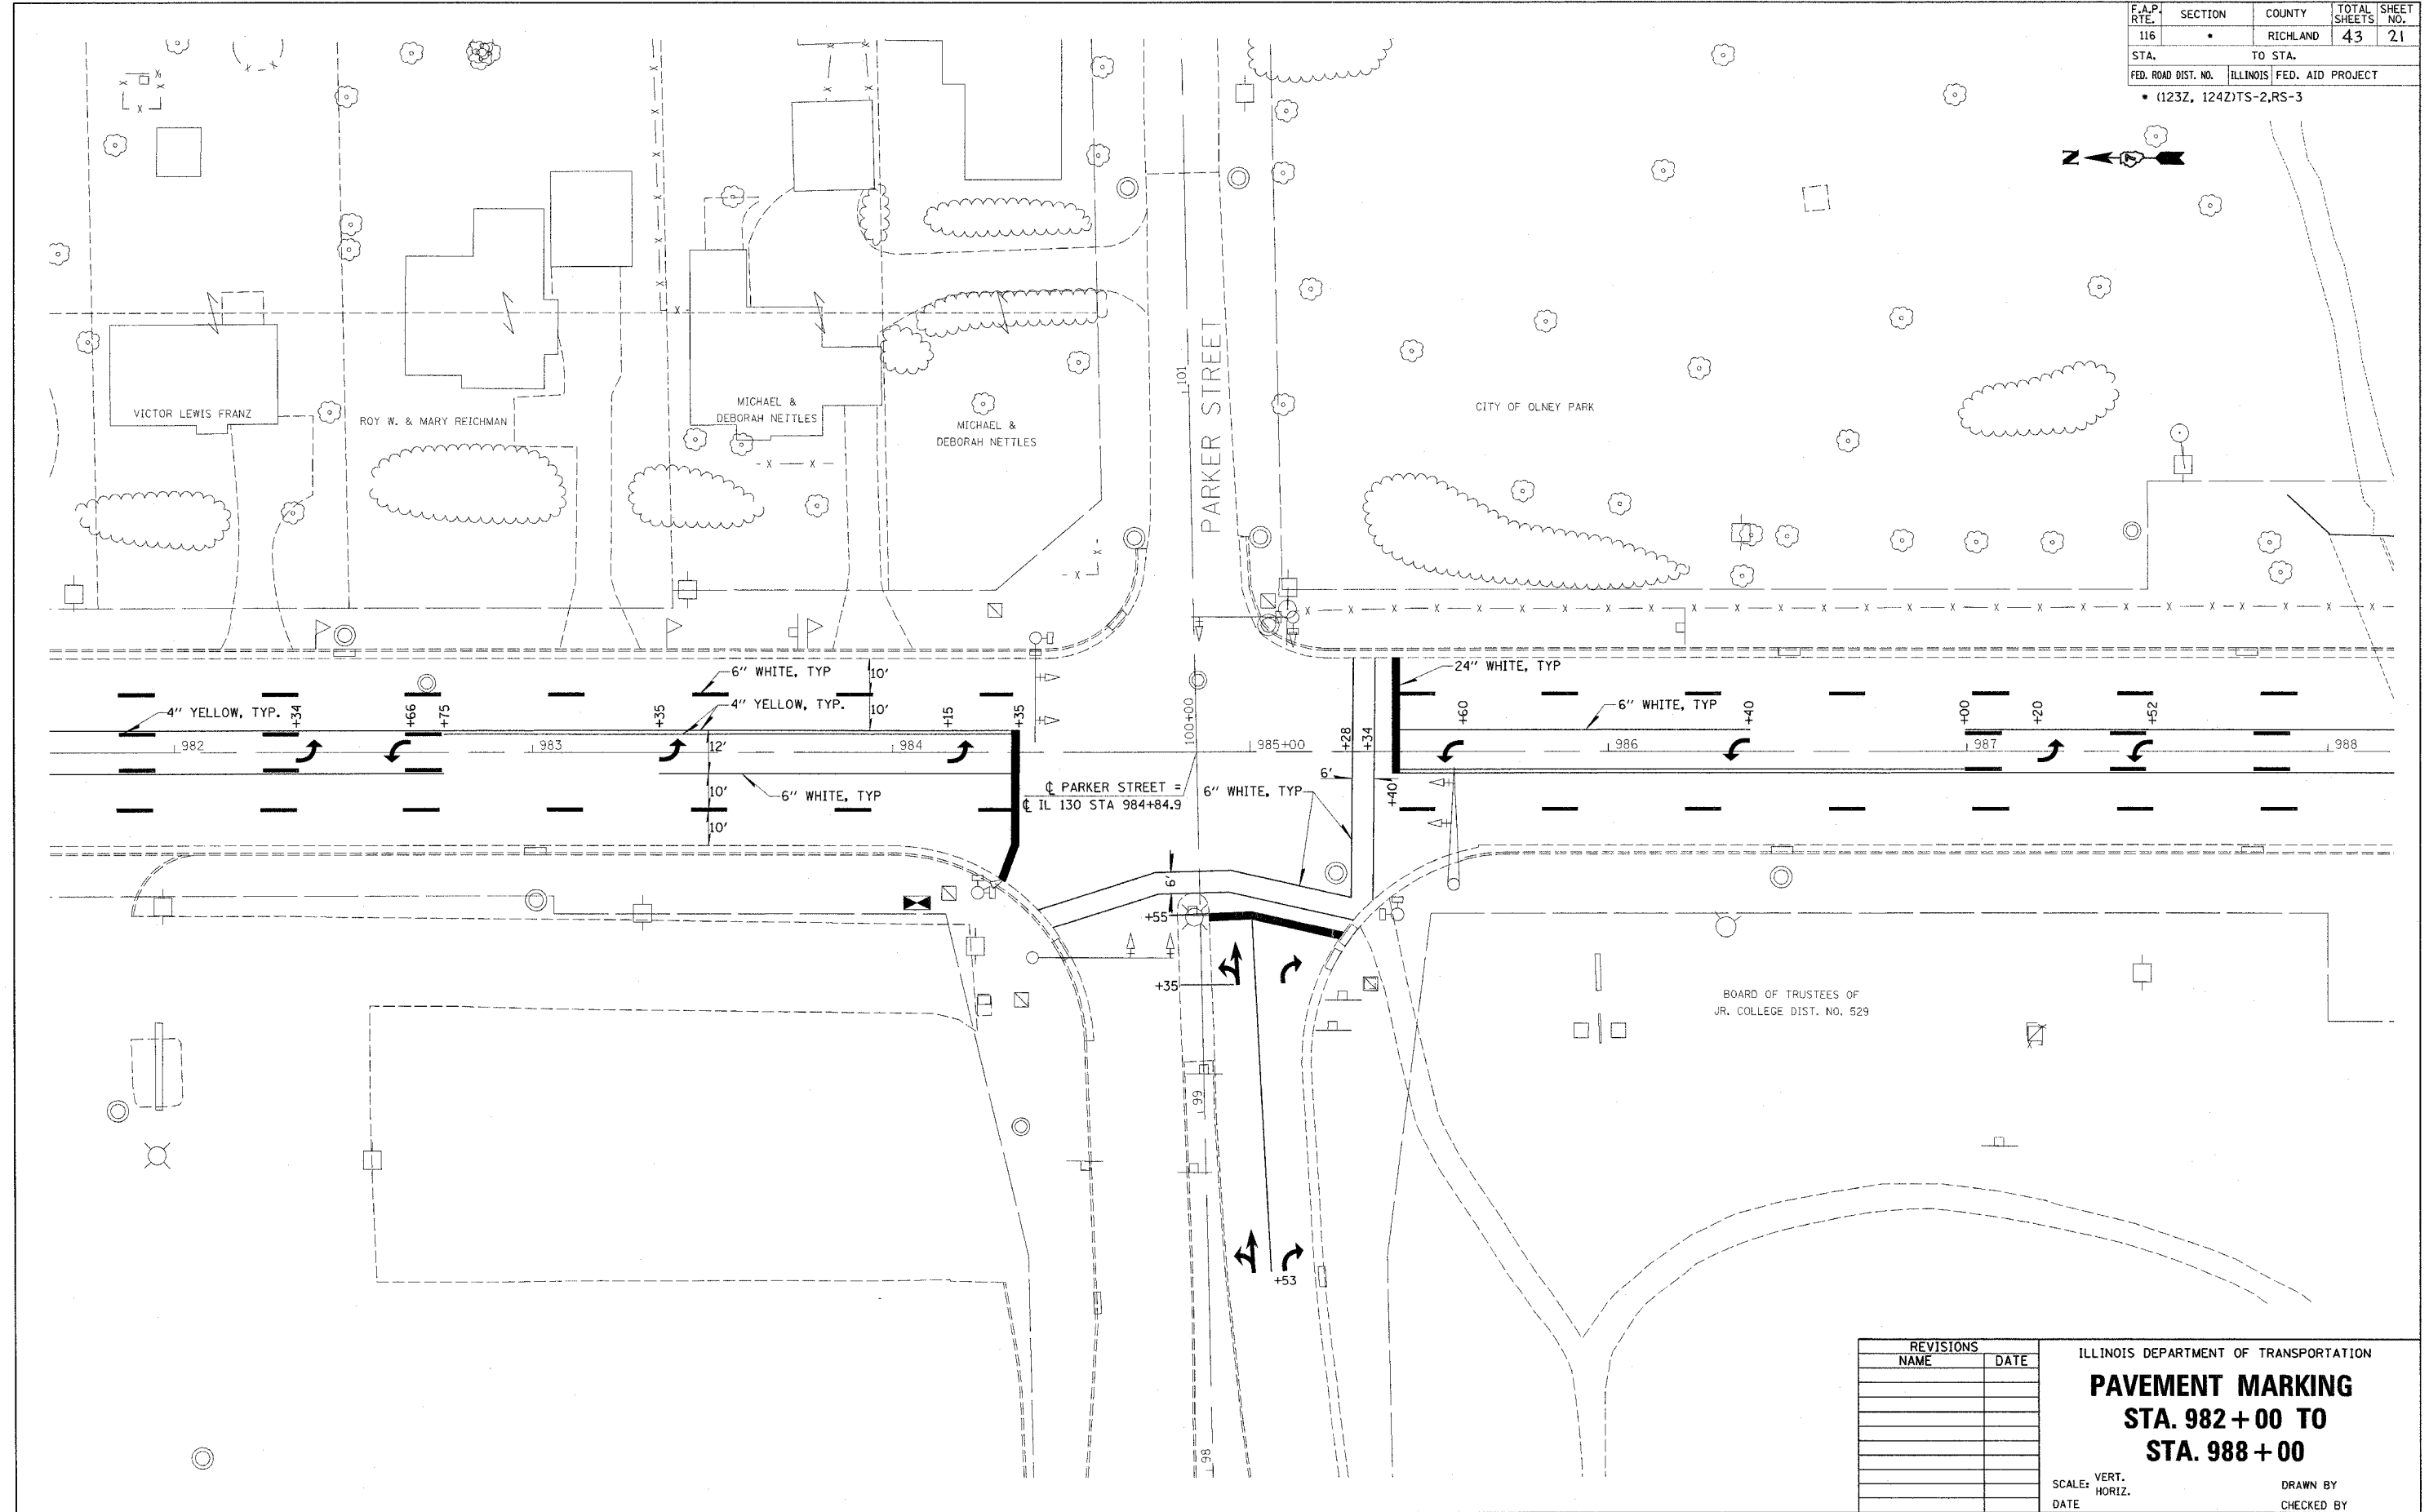 F.A.P. RTE. SECTION COUNTY TOTAL SHEETS SHEET NO.
116 • RICHLAND 43 21
STA. TO STA.
FED. ROAD DIST. NO. ILLINOIS FED. AID PROJECT
• (123Z, 124Z)TS-2,RS-3
N
VICTOR LEWIS FRANZ
ROY W. & MARY REICHMAN
MICHAEL &
DEBORAH NETTLES
MICHAEL &
DEBORAH NETTLES
101
PARKER STREET
CITY OF OLNEY PARK
6" WHITE, TYP
10'
24" WHITE, TYP
4" YELLOW, TYP.
+34
+66
+75
+35
4" YELLOW, TYP.
10'
+15
+35
100+00
+60
6" WHITE, TYP
+40
+00
+20
+52
982
983
12'
984
985+00
+28
+34
986
987
988
10'
6" WHITE, TYP
℄ PARKER STREET =
℄ IL 130 STA 984+84.9
6" WHITE, TYP
6'
+40
10'
6'
+55
+35
BOARD OF TRUSTEES OF
JR. COLLEGE DIST. NO. 529
99
+53
98
REVISIONS
NAME DATE
ILLINOIS DEPARTMENT OF TRANSPORTATION
PAVEMENT MARKING
STA. 982+00 TO
STA. 988+00
SCALE: VERT.
HORIZ.
DRAWN BY
DATE
CHECKED BY